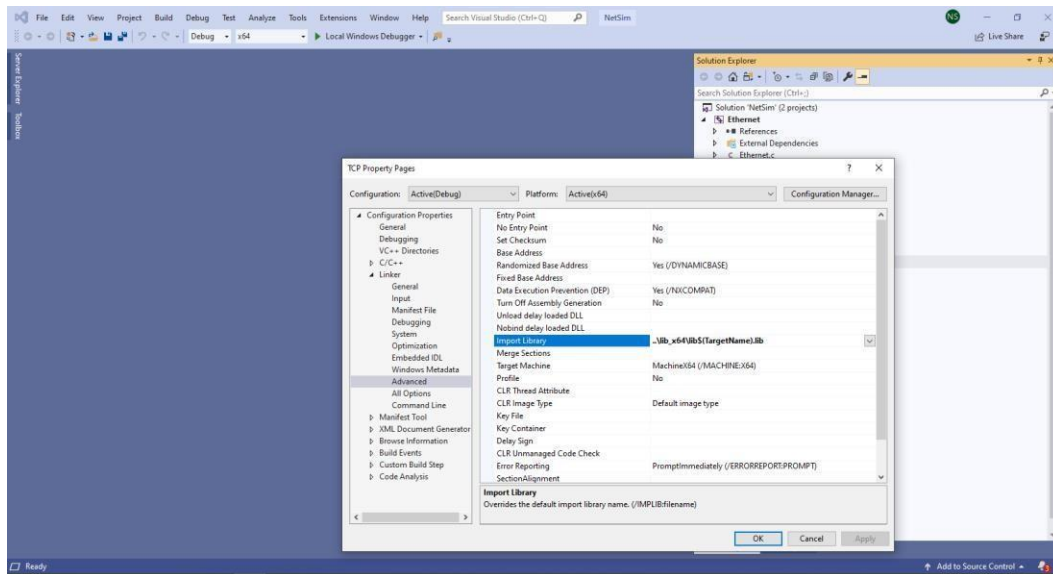 File Edit View Project Build Debug Test Analyze Tools Extensions Window Help Search Visual Studio (Ctrl+Q) NetSim NS
Debug x64 Local Windows Debugger Live Share
Server Explorer
Toolbox
Solution Explorer
Search Solution Explorer (Ctrl+;)
Solution 'NetSim' (2 projects)
Ethernet
References
External Dependencies
Ethernet.c
TCP Property Pages
Configuration: Active(Debug) Platform: Active(x64) Configuration Manager...
Configuration Properties
General
Debugging
VC++ Directories
C/C++
Linker
General
Input
Manifest File
Debugging
System
Optimization
Embedded IDL
Windows Metadata
Advanced
All Options
Command Line
Manifest Tool
XML Document Generator
Browse Information
Build Events
Custom Build Step
Code Analysis
Entry Point
No Entry Point No
Set Checksum No
Base Address
Randomized Base Address Yes (/DYNAMICBASE)
Fixed Base Address
Data Execution Prevention (DEP) Yes (/NXCOMPAT)
Turn Off Assembly Generation No
Unload delay loaded DLL
Nobind delay loaded DLL
Import Library ..\lib_x64\lib$(TargetName).lib
Merge Sections
Target Machine MachineX64 (/MACHINE:X64)
Profile No
CLR Thread Attribute
CLR Image Type Default image type
Key File
Key Container
Delay Sign
CLR Unmanaged Code Check
Error Reporting PromptImmediately (/ERRORREPORT:PROMPT)
SectionAlignment
Import Library
Overrides the default import library name. (/IMPLIB:filename)
OK Cancel Apply
Ready Add to Source Control